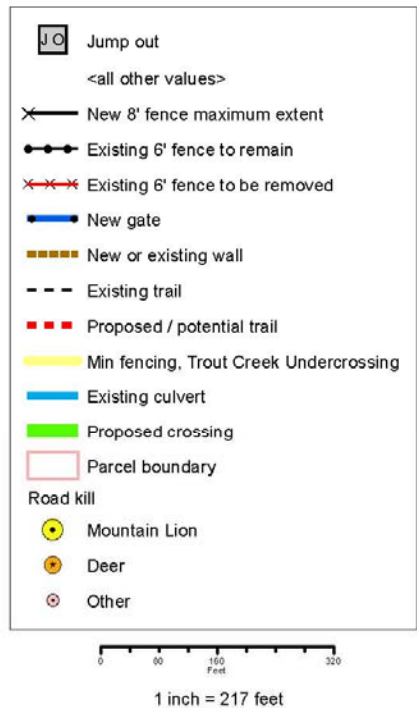 JO Jump out
<all other values>
New 8' fence maximum extent
Existing 6' fence to remain
Existing 6' fence to be removed
New gate
New or existing wall
Existing trail
Proposed / potential trail
Min fencing, Trout Creek Undercrossing
Existing culvert
Proposed crossing
Parcel boundary
Road kill
Mountain Lion
Deer
Other
0 80 160 320
Feet
1 inch = 217 feet